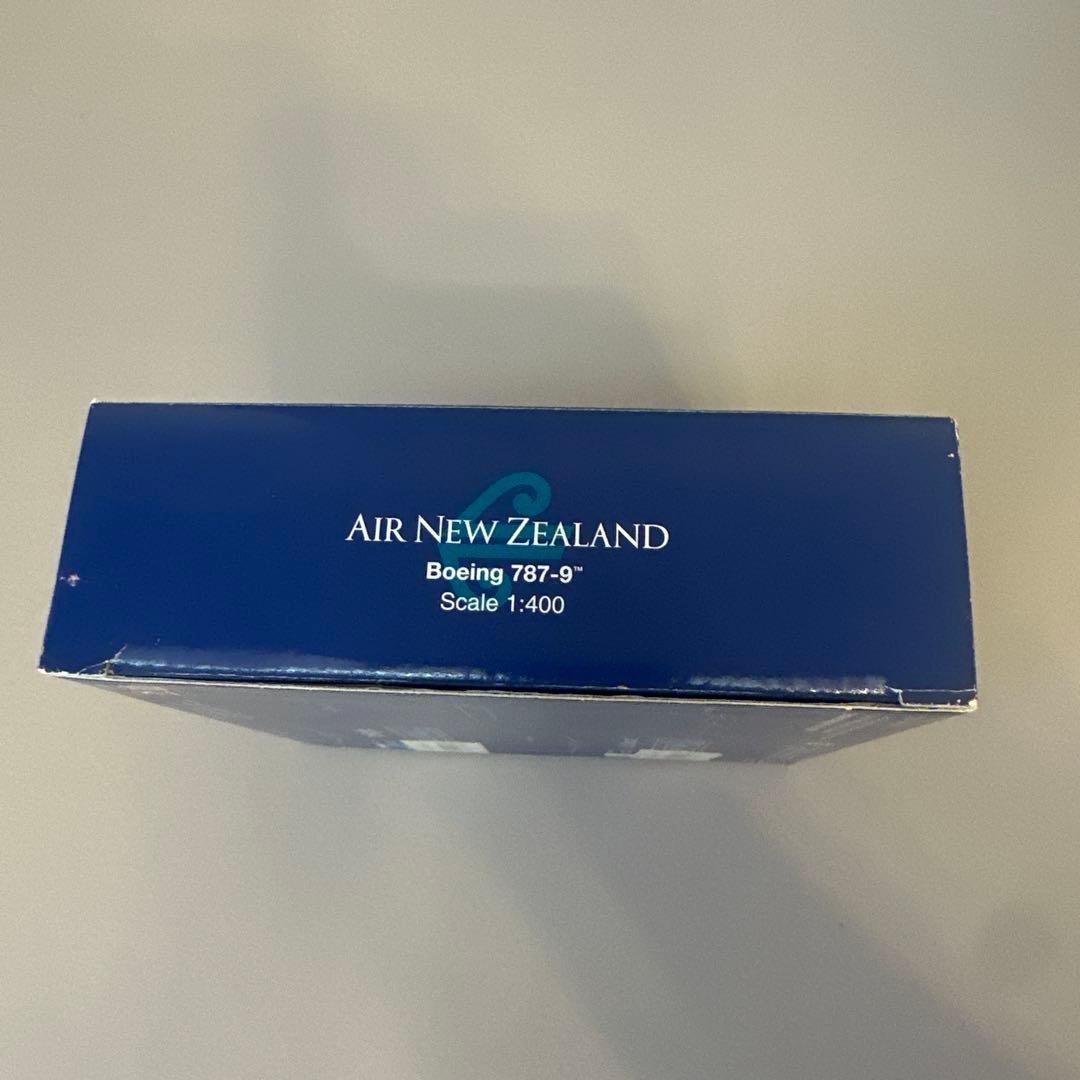 AIR NEW ZEALAND
Boeing 787-9™
Scale 1:400